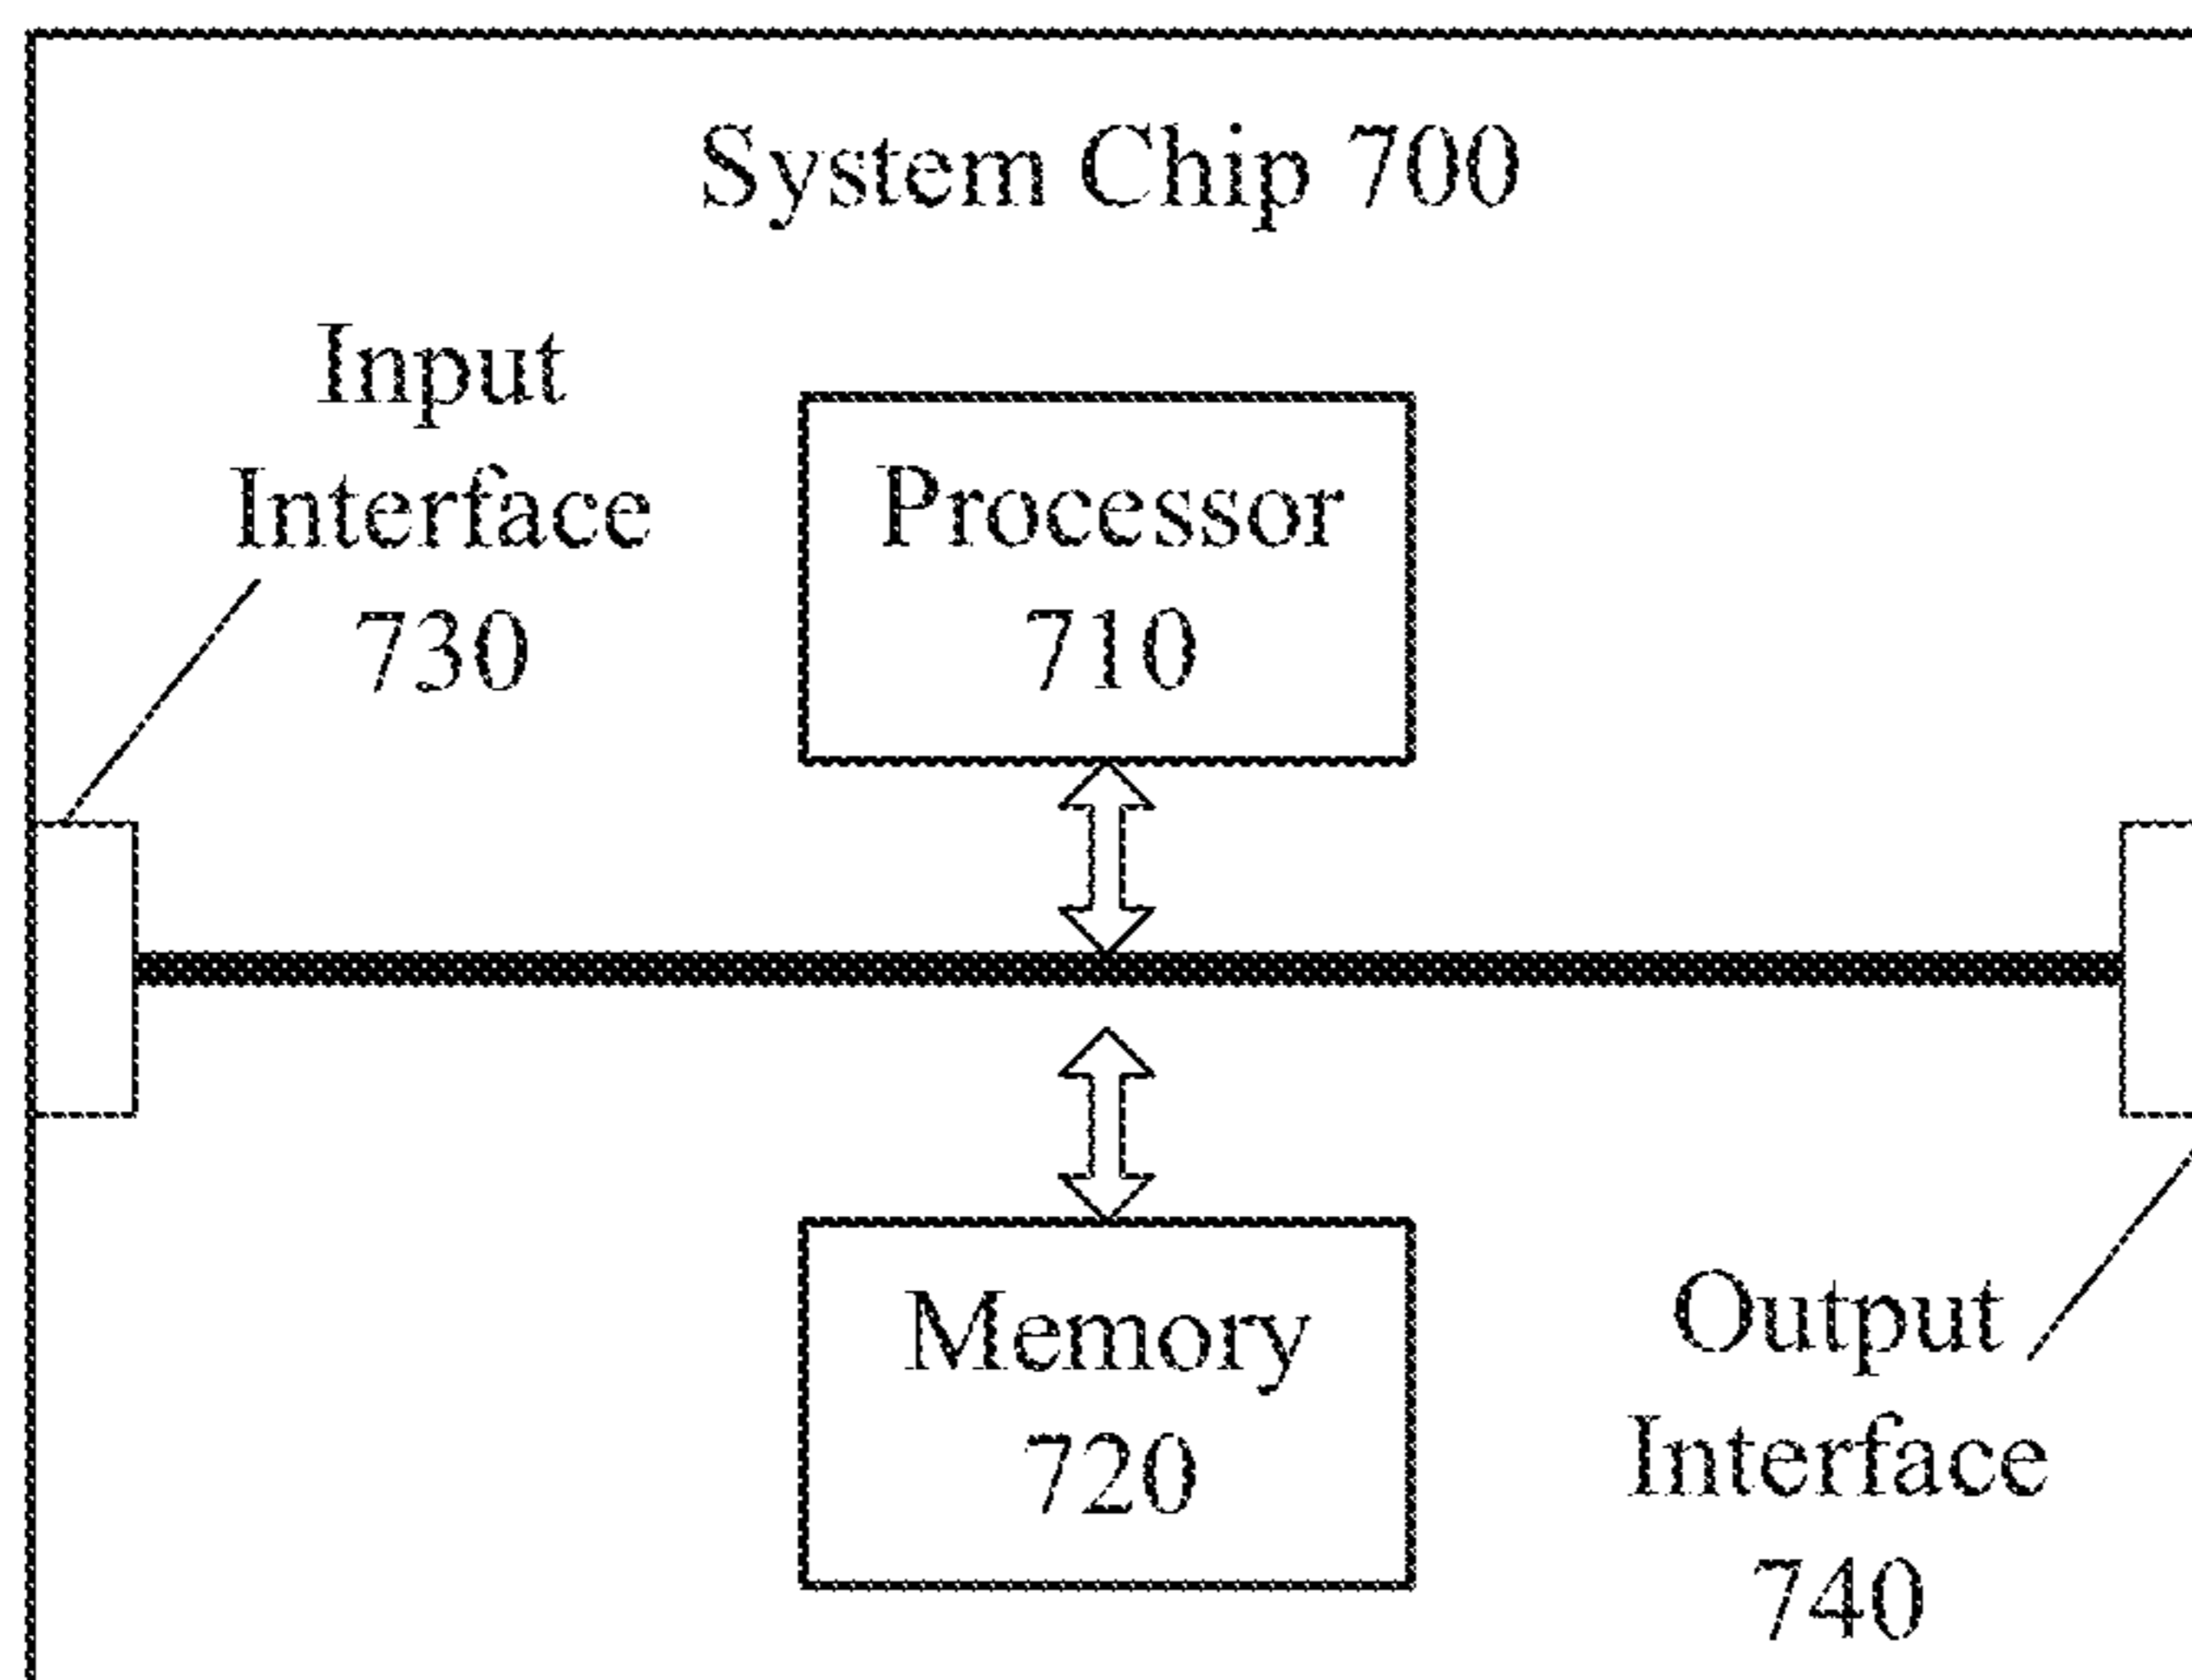 System Chip 700
Input
Interface
730
Processor
710
Memory
720
Output
Interface
740